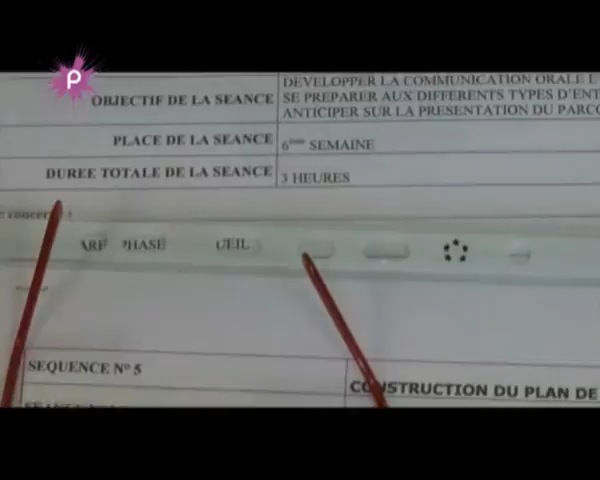 P
DEVELOPPER LA COMMUNICATION ORALE
OBJECTIF DE LA SEANCE SE PREPARER AUX DIFFERENTS TYPES D'ENT
ANTICIPER SUR LA PRESENTATION DU PARCO
PLACE DE LA SEANCE 6ème SEMAINE
DUREE TOTALE DE LA SEANCE 3 HEURES
ARF PHASE UEIL
SEQUENCE N° 5
CONSTRUCTION DU PLAN DE